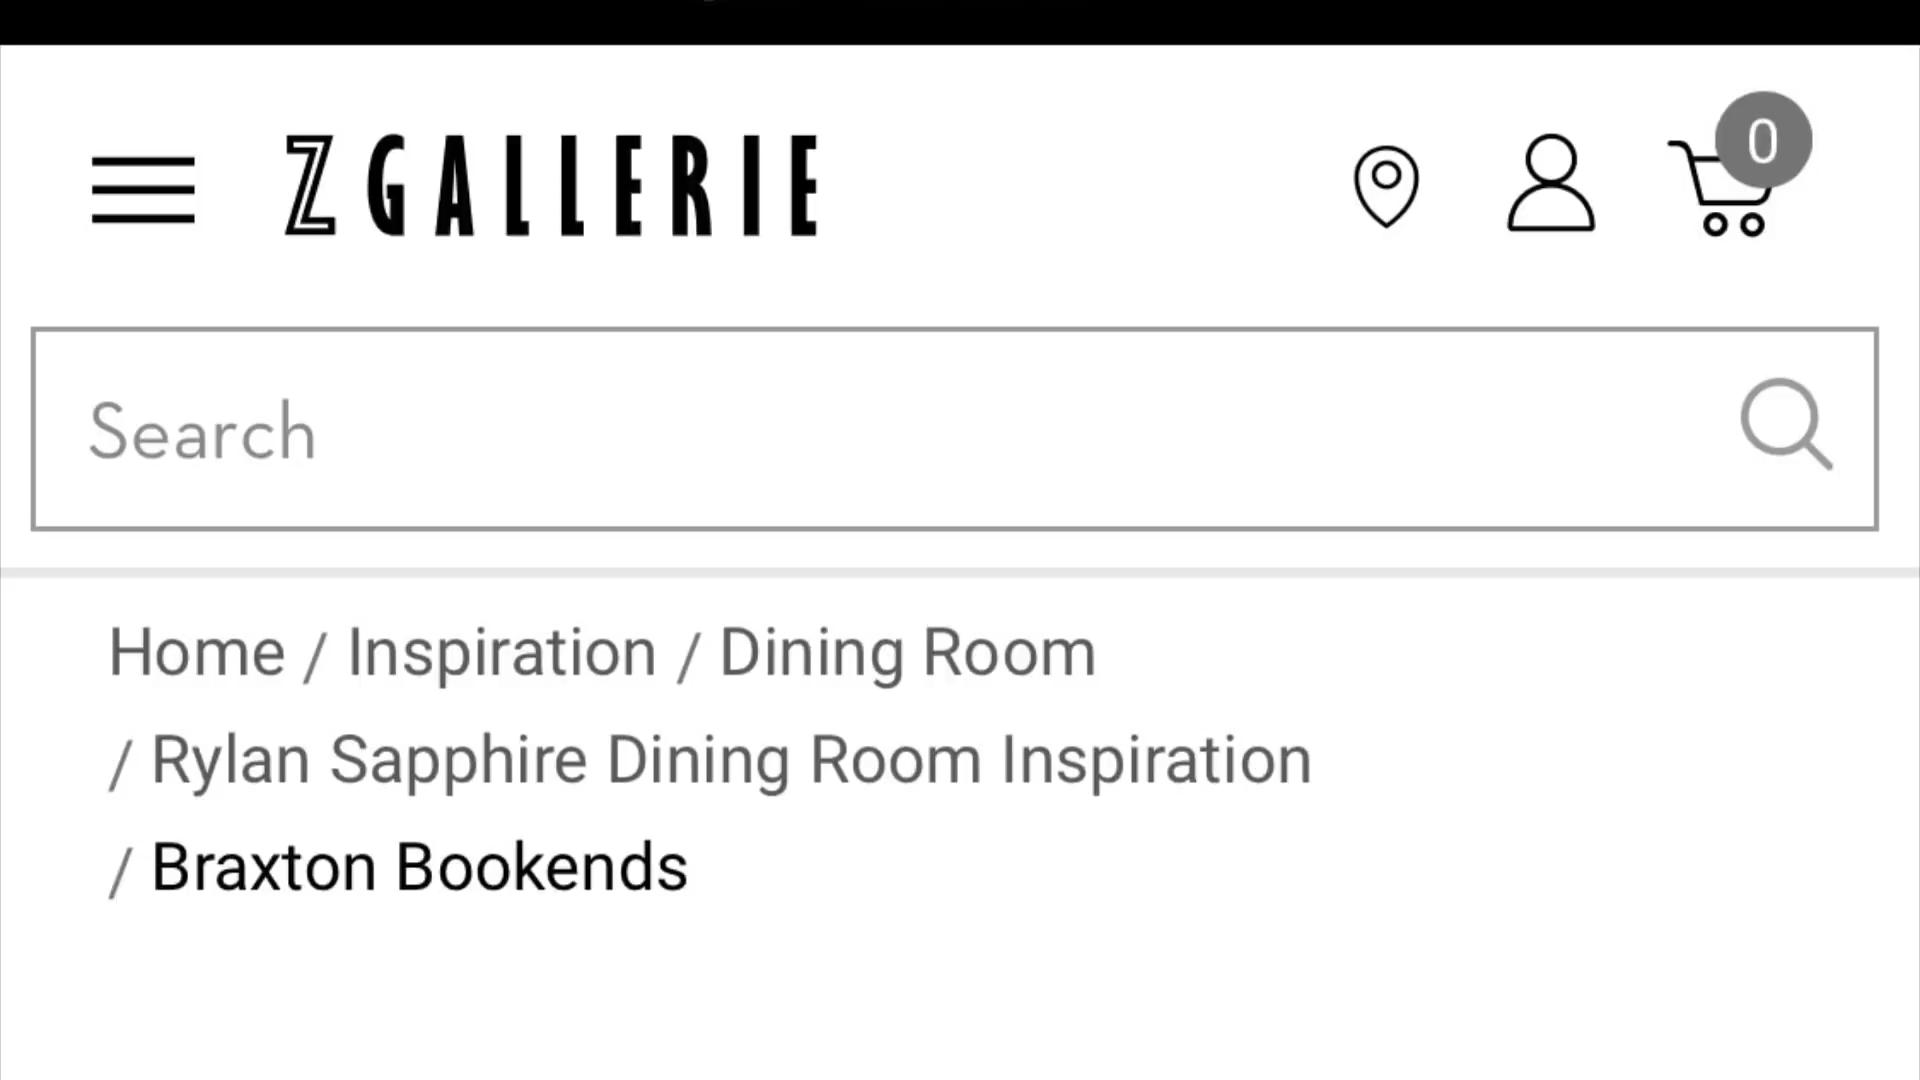 Z GALLERIE
0
Search
Home / Inspiration / Dining Room
/ Rylan Sapphire Dining Room Inspiration
/ Braxton Bookends